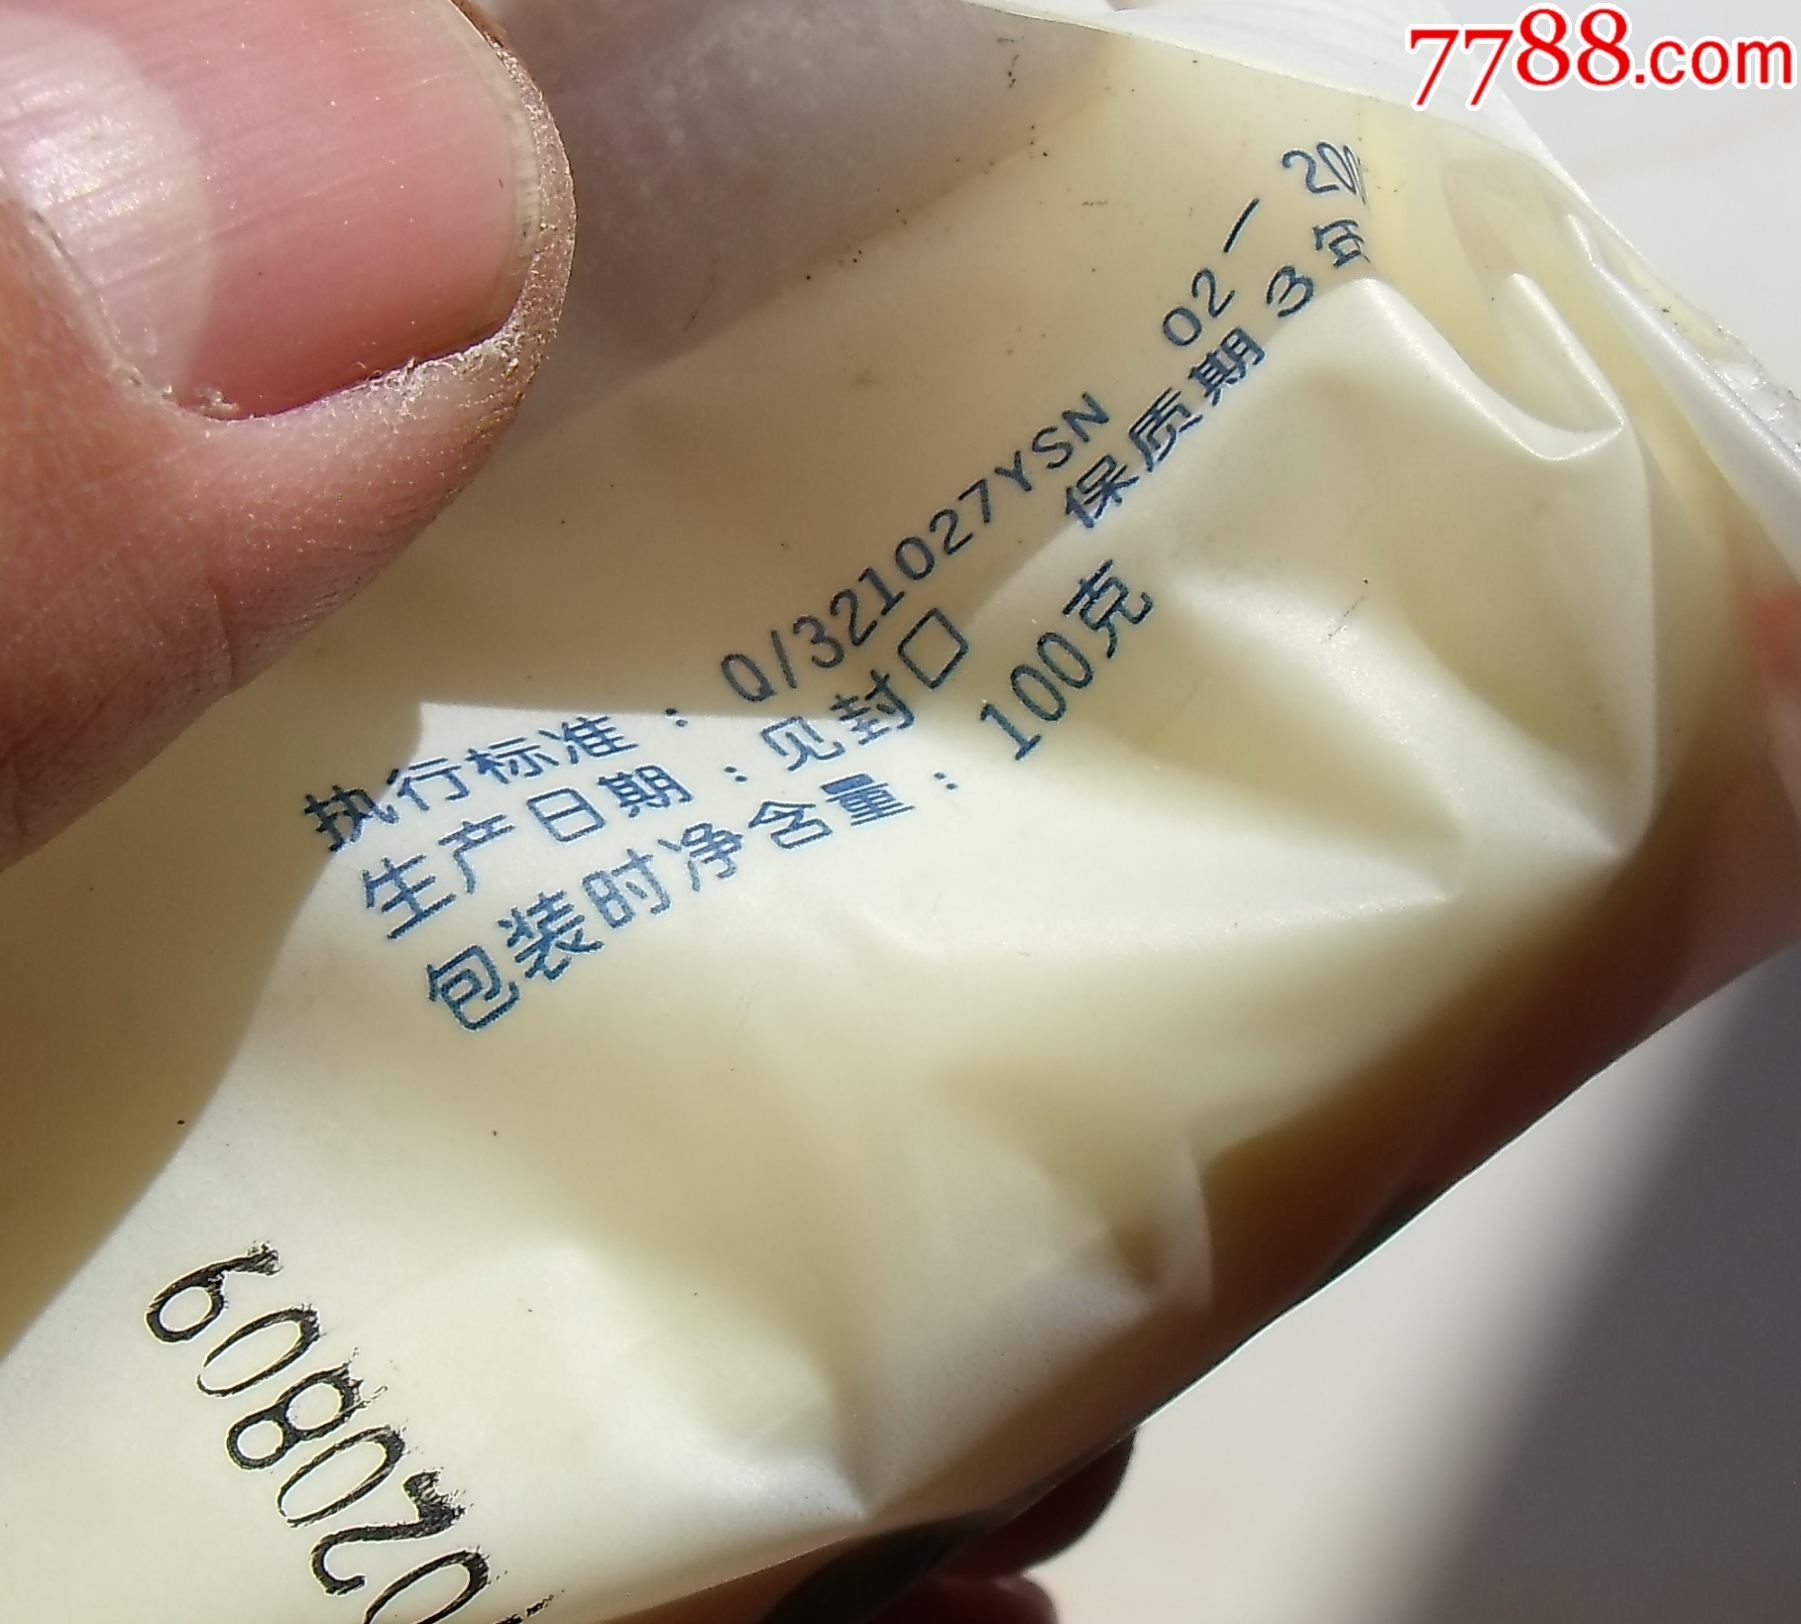 7788.com
执行标准：Q/321027YSN 02－20
生产日期：见封口 保质期 3 年
包装时净含量：100克
020809